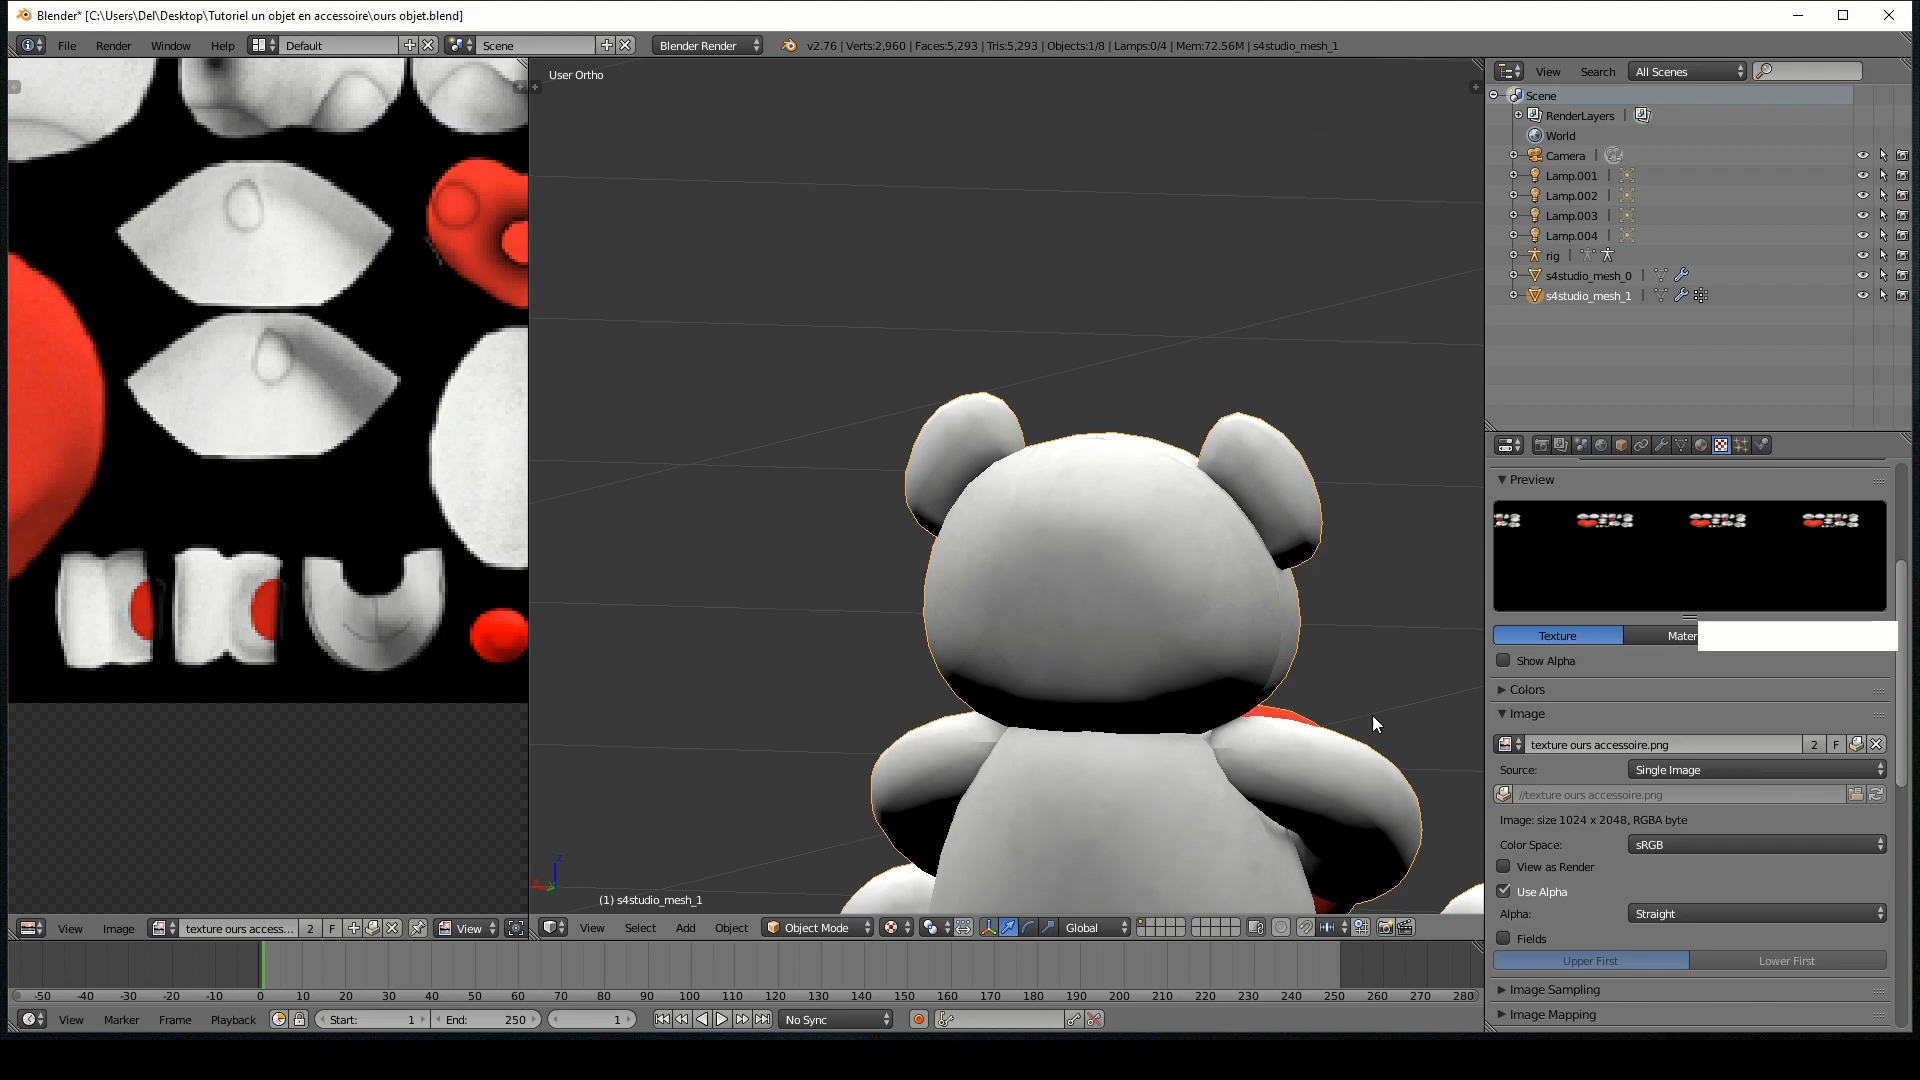 Blender* [C:\Users\Del\Desktop\Tutoriel un objet en accessoire\ours objet.blend]
File Render Window Help Default Scene Blender Render v2.76 | Verts:2,960 | Faces:5,293 | Tris:5,293 | Objects:1/8 | Lamps:0/4 | Mem:72.56M | s4studio_mesh_1
User Ortho
View Search All Scenes
Scene
RenderLayers
World
Camera
Lamp.001
Lamp.002
Lamp.003
Lamp.004
rig
s4studio_mesh_0
s4studio_mesh_1
Preview
Texture Mater
Show Alpha
Colors
Image
texture ours accessoire.png 2 F
Source: Single Image
//texture ours accessoire.png
Image: size 1024 x 2048, RGBA byte
Color Space: sRGB
View as Render
Use Alpha
Alpha: Straight
Fields
Upper First Lower First
Image Sampling
Image Mapping
z
(1) s4studio_mesh_1
View Image texture ours access... 2 F View
View Select Add Object Object Mode Global
-50 -40 -30 -20 -10 0 10 20 30 40 50 60 70 80 90 100 110 120 130 140 150 160 170 180 190 200 210 220 230 240 250 260 270 280
View Marker Frame Playback Start: 1 End: 250 1 No Sync